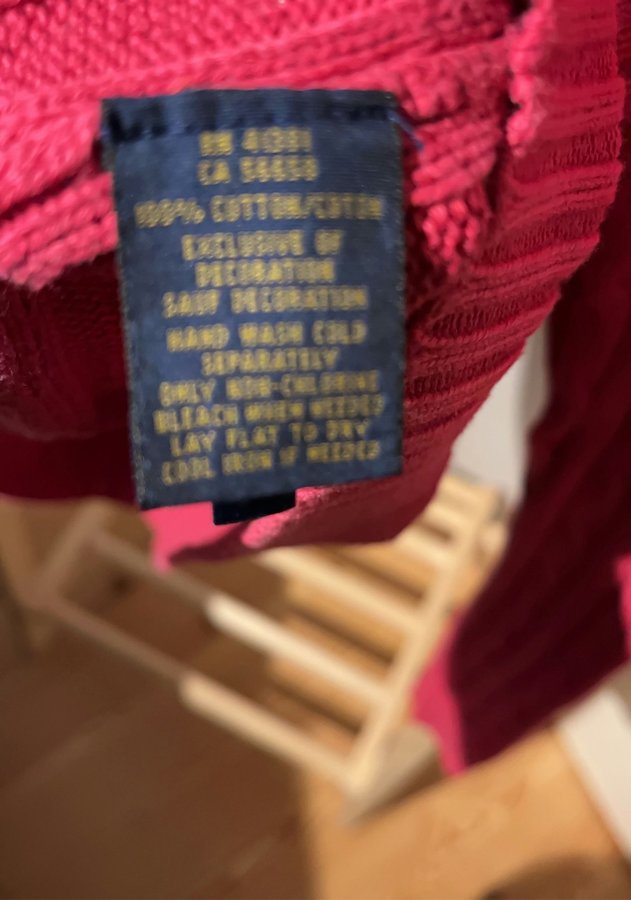 RN 41381
CA 56650
100% COTTON/COTON
EXCLUSIVE OF
DECORATION
SAUF DECORATION
HAND WASH COLD
SEPARATELY
ONLY NON-CHLORINE
BLEACH WHEN NEEDED
LAY FLAT TO DRY
COOL IRON IF NEEDED